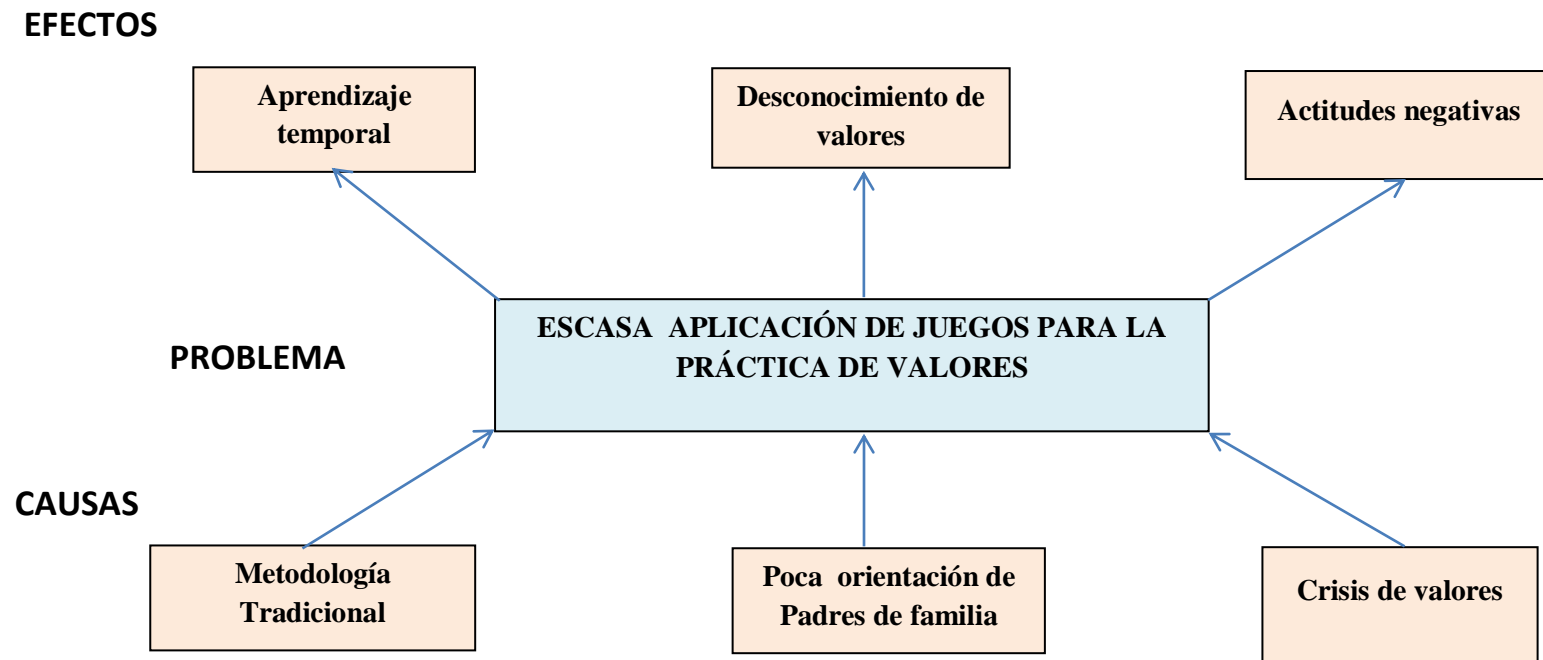 EFECTOS
Aprendizaje
temporal
Desconocimiento de
valores
Actitudes negativas
PROBLEMA
ESCASA APLICACIÓN DE JUEGOS PARA LA
PRÁCTICA DE VALORES
CAUSAS
Metodología
Tradicional
Poca orientación de
Padres de familia
Crisis de valores